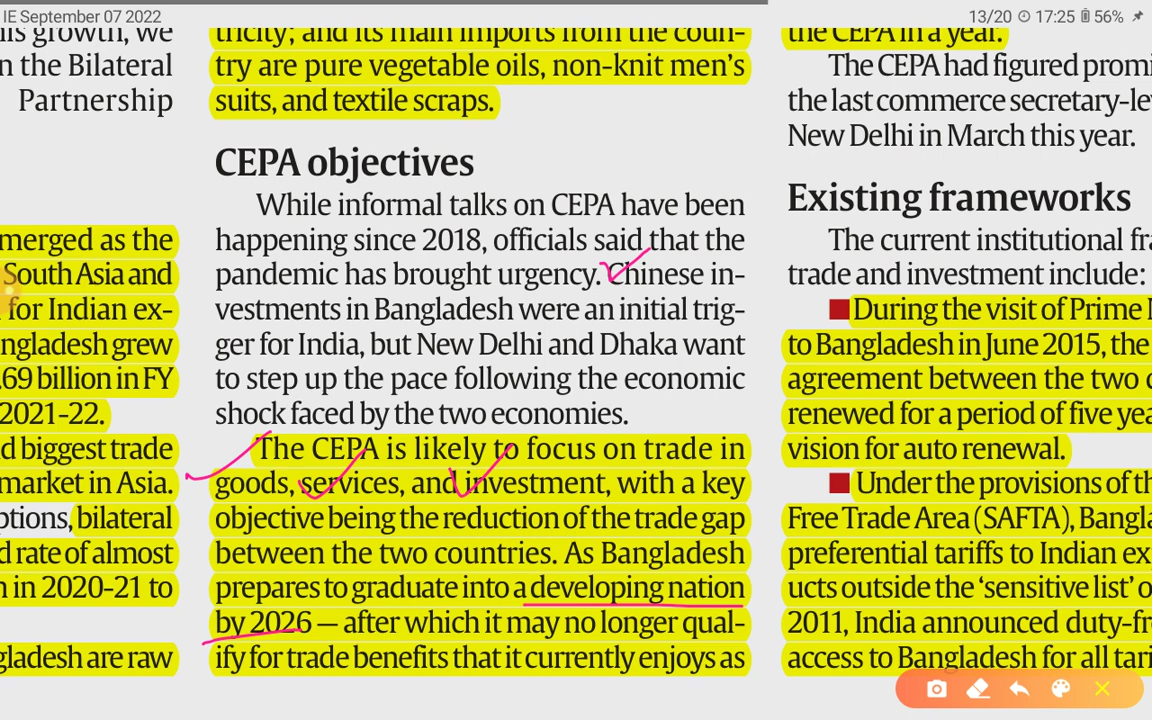 IE September 07 2022
13/20 17:25 56%
his growth, we
n the Bilateral
Partnership
merged as the
South Asia and
for Indian ex-
ngladesh grew
.69 billion in FY
2021-22.
d biggest trade
market in Asia.
ptions, bilateral
d rate of almost
n in 2020-21 to
gladesh are raw
tricity; and its main imports from the coun-
try are pure vegetable oils, non-knit men's
suits, and textile scraps.
CEPA objectives
While informal talks on CEPA have been
happening since 2018, officials said that the
pandemic has brought urgency. Chinese in-
vestments in Bangladesh were an initial trig-
ger for India, but New Delhi and Dhaka want
to step up the pace following the economic
shock faced by the two economies.
The CEPA is likely to focus on trade in
goods, services, and investment, with a key
objective being the reduction of the trade gap
between the two countries. As Bangladesh
prepares to graduate into a developing nation
by 2026 — after which it may no longer qual-
ify for trade benefits that it currently enjoys as
the CEPA in a year.
The CEPA had figured promi
the last commerce secretary-le
New Delhi in March this year.
Existing frameworks
The current institutional fra
trade and investment include:
During the visit of Prime
to Bangladesh in June 2015, the
agreement between the two c
renewed for a period of five yea
vision for auto renewal.
Under the provisions of th
Free Trade Area (SAFTA), Bangla
preferential tariffs to Indian ex
ucts outside the 'sensitive list' o
2011, India announced duty-fr
access to Bangladesh for all tari